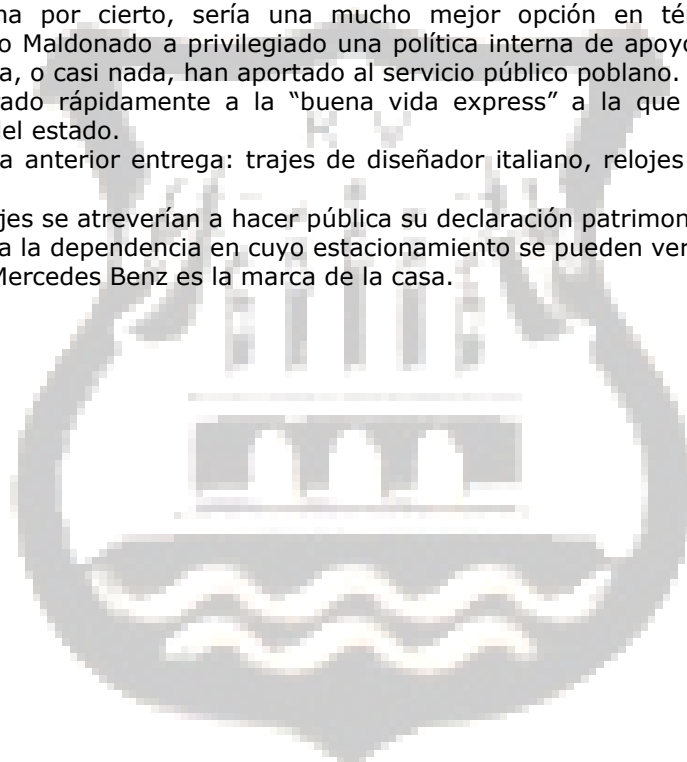 na por cierto, sería una mucho mejor opción en té
o Maldonado a privilegiado una política interna de apoyo
a, o casi nada, han aportado al servicio público poblano.
ado rápidamente a la “buena vida express” a la que
del estado.
a anterior entrega: trajes de diseñador italiano, relojes
jes se atreverían a hacer pública su declaración patrimon
a la dependencia en cuyo estacionamiento se pueden ver
Mercedes Benz es la marca de la casa.